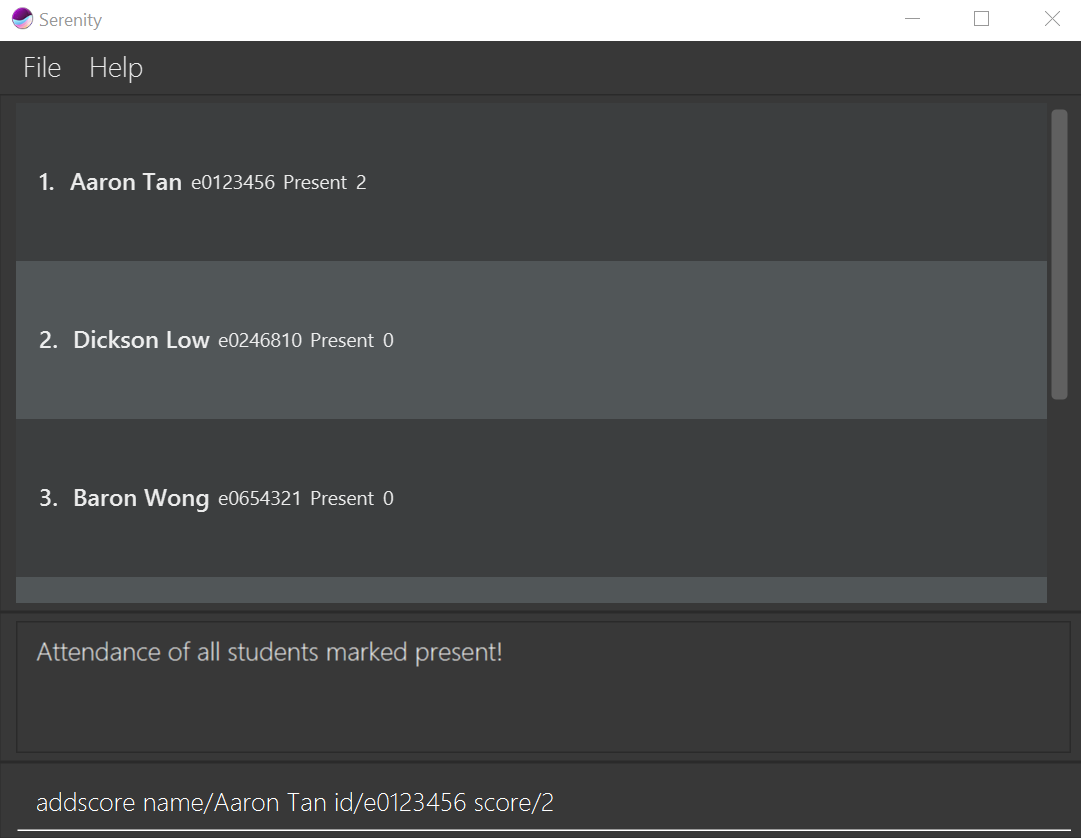 Serenity
File Help
1. Aaron Tan e0123456 Present 2
2. Dickson Low e0246810 Present 0
3. Baron Wong e0654321 Present 0
Attendance of all students marked present!
addscore name/Aaron Tan id/e0123456 score/2